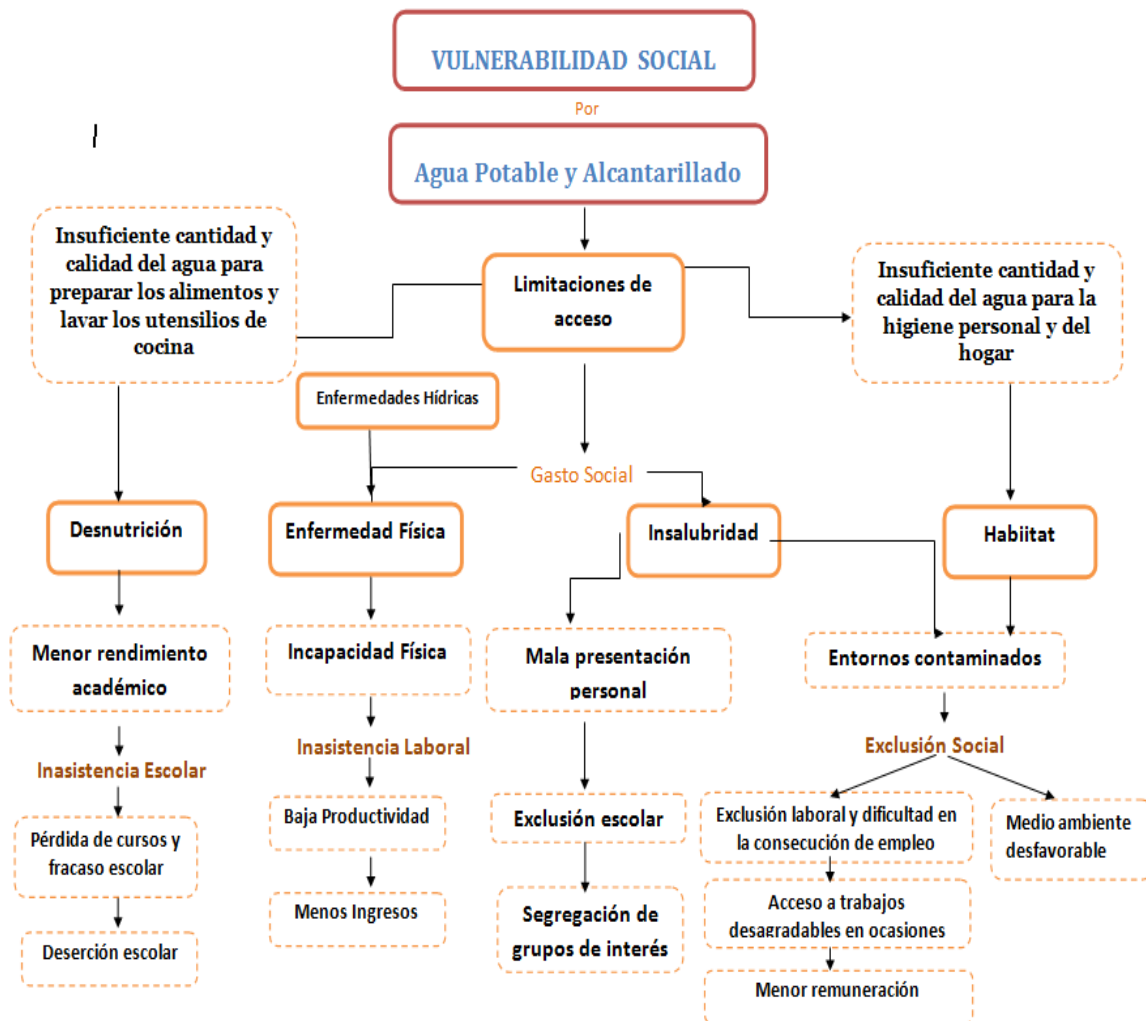 VULNERABILIDAD SOCIAL
Por
Agua Potable y Alcantarillado
Insuficiente cantidad y
calidad del agua para
preparar los alimentos y
lavar los utensilios de
cocina
Limitaciones de
acceso
Insuficiente cantidad y
calidad del agua para la
higiene personal y del
hogar
Enfermedades Hídricas
Gasto Social
Desnutrición
Enfermedad Física
Insalubridad
Habiitat
Menor rendimiento
académico
Incapacidad Física
Mala presentación
personal
Entornos contaminados
Inasistencia Escolar
Inasistencia Laboral
Exclusión Social
Pérdida de cursos y
fracaso escolar
Baja Productividad
Exclusión escolar
Exclusión laboral y dificultad en
la consecución de empleo
Medio ambiente
desfavorable
Deserción escolar
Menos Ingresos
Segregación de
grupos de interés
Acceso a trabajos
desagradables en ocasiones
Menor remuneración